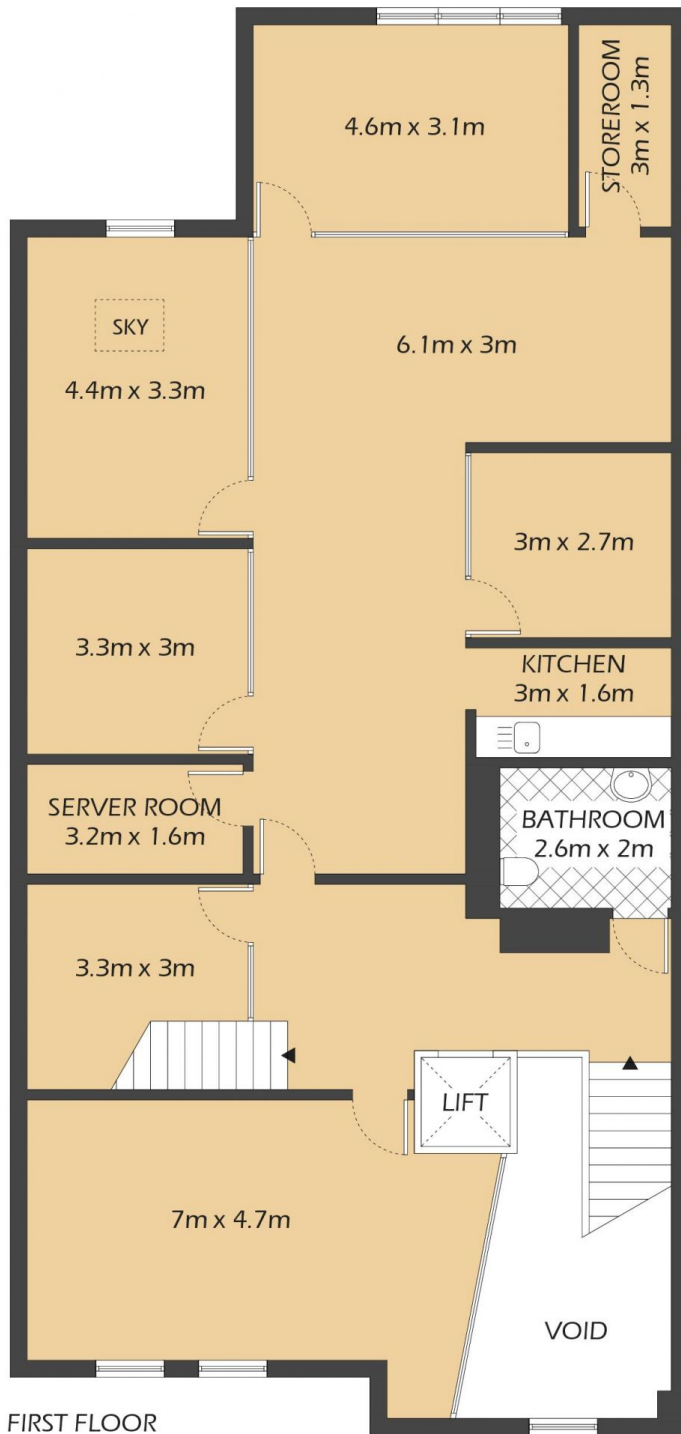 4.6m x 3.1m
STOREROOM
3m x 1.3m
SKY
4.4m x 3.3m
6.1m x 3m
3m x 2.7m
3.3m x 3m
KITCHEN
3m x 1.6m
SERVER ROOM
3.2m x 1.6m
BATHROOM
2.6m x 2m
3.3m x 3m
LIFT
7m x 4.7m
VOID
FIRST FLOOR